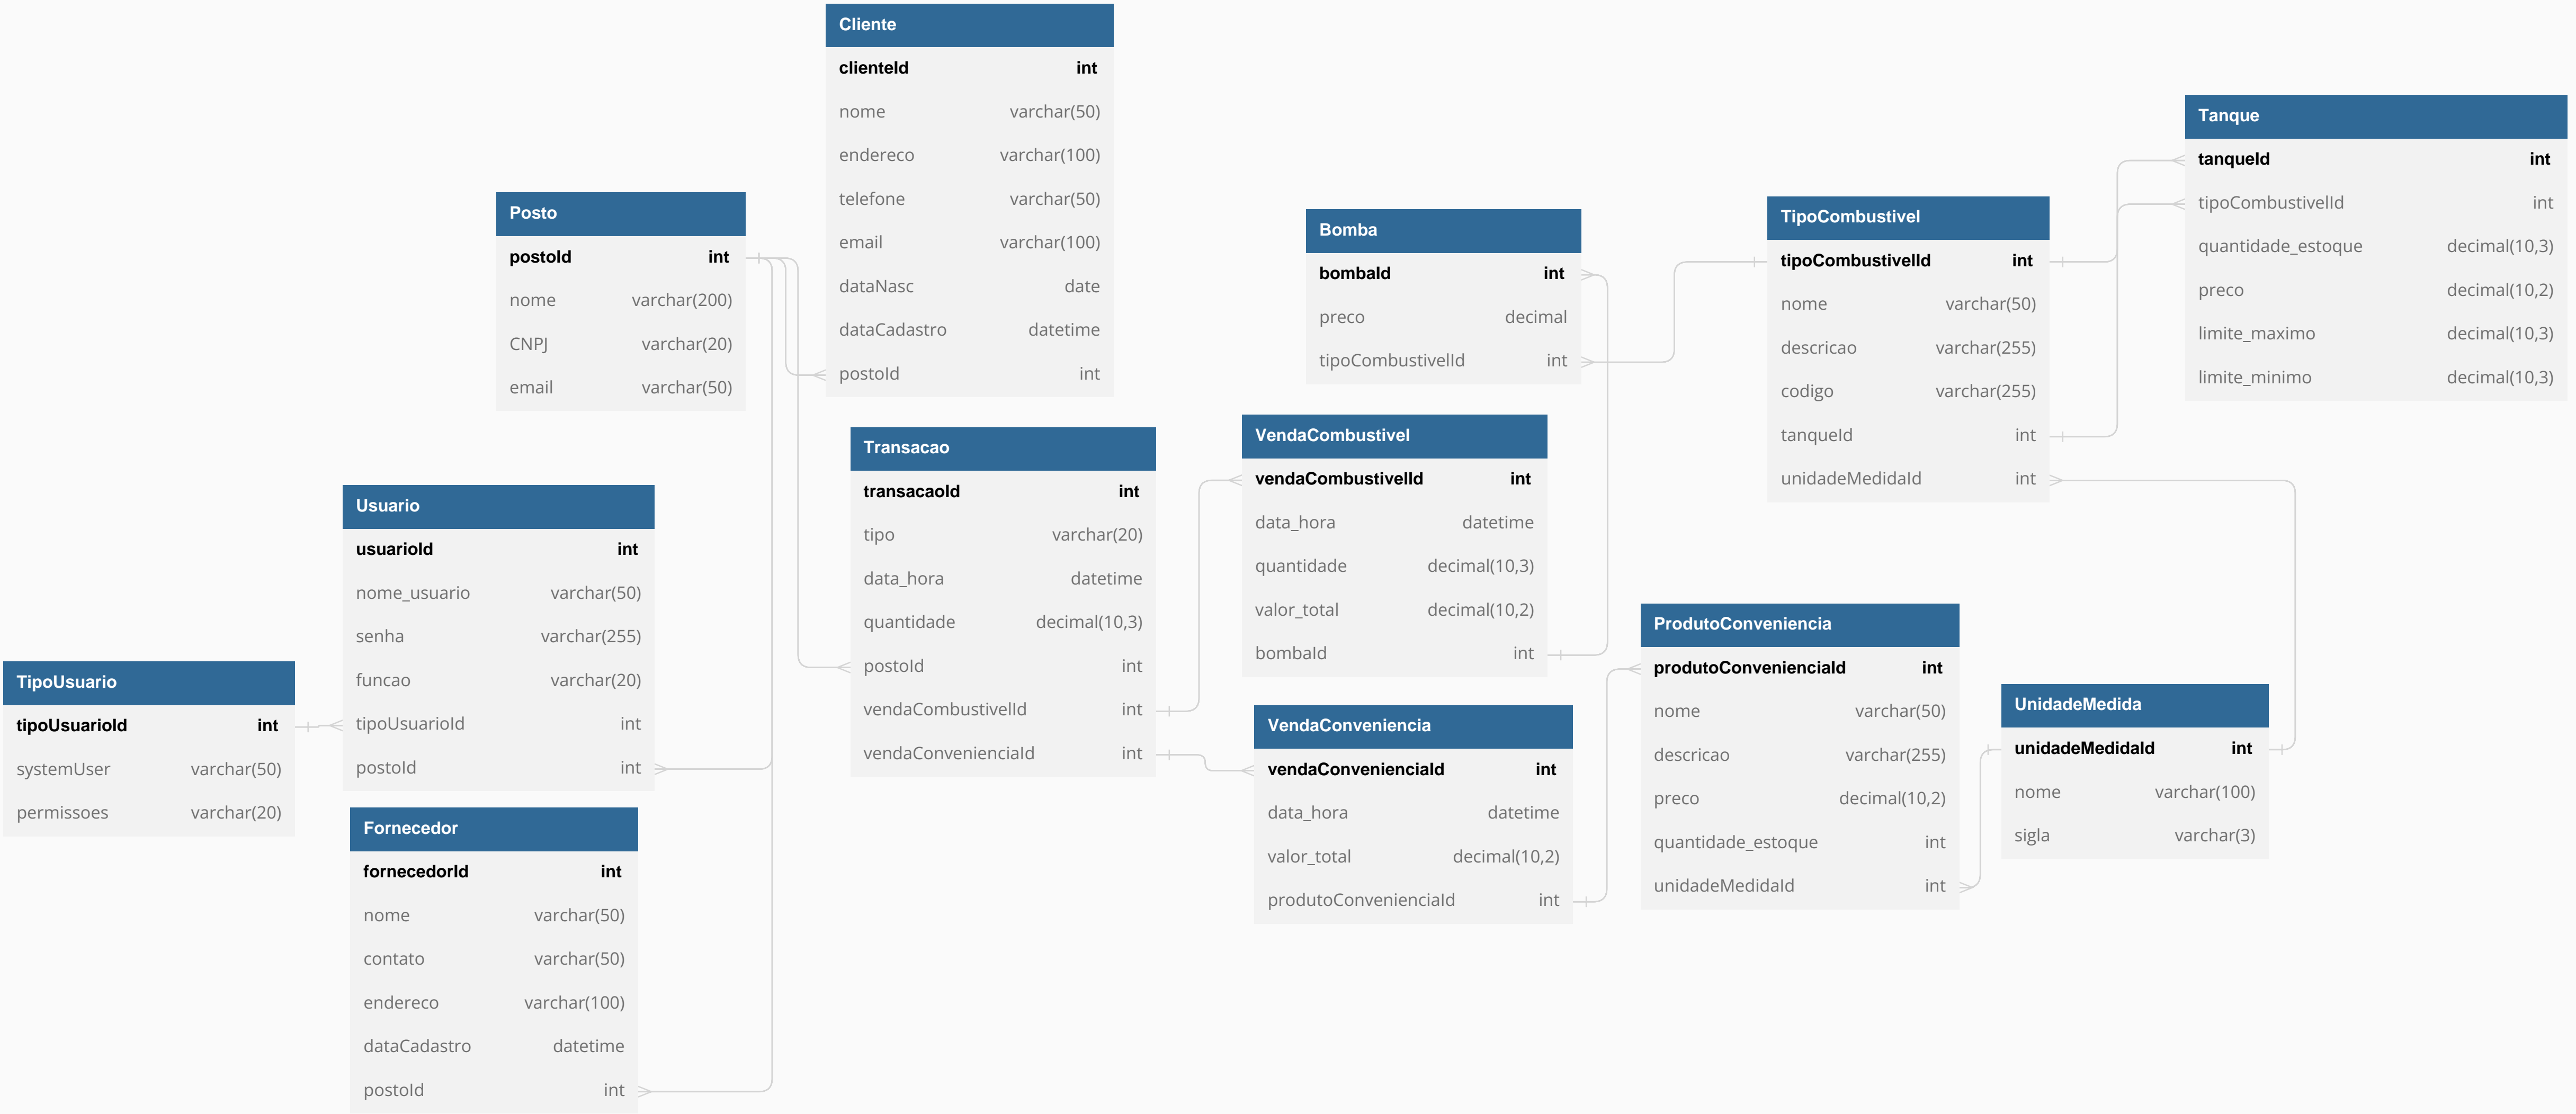 Cliente
clienteId int
nome varchar(50)
endereco varchar(100)
telefone varchar(50)
email varchar(100)
dataNasc date
dataCadastro datetime
postoId int
Posto
postoId int
nome varchar(200)
CNPJ varchar(20)
email varchar(50)
Usuario
usuarioId int
nome_usuario varchar(50)
senha varchar(255)
funcao varchar(20)
tipoUsuarioId int
postoId int
TipoUsuario
tipoUsuarioId int
systemUser varchar(50)
permissoes varchar(20)
Fornecedor
fornecedorId int
nome varchar(50)
contato varchar(50)
endereco varchar(100)
dataCadastro datetime
postoId int
Transacao
transacaoId int
tipo varchar(20)
data_hora datetime
quantidade decimal(10,3)
postoId int
vendaCombustivelId int
vendaConvenienciaId int
Bomba
bombaId int
preco decimal
tipoCombustivelId int
VendaCombustivel
vendaCombustivelId int
data_hora datetime
quantidade decimal(10,3)
valor_total decimal(10,2)
bombaId int
VendaConveniencia
vendaConvenienciaId int
data_hora datetime
valor_total decimal(10,2)
produtoConvenienciaId int
TipoCombustivel
tipoCombustivelId int
nome varchar(50)
descricao varchar(255)
codigo varchar(255)
tanqueId int
unidadeMedidaId int
ProdutoConveniencia
produtoConvenienciaId int
nome varchar(50)
descricao varchar(255)
preco decimal(10,2)
quantidade_estoque int
unidadeMedidaId int
Tanque
tanqueId int
tipoCombustivelId int
quantidade_estoque decimal(10,3)
preco decimal(10,2)
limite_maximo decimal(10,3)
limite_minimo decimal(10,3)
UnidadeMedida
unidadeMedidaId int
nome varchar(100)
sigla varchar(3)